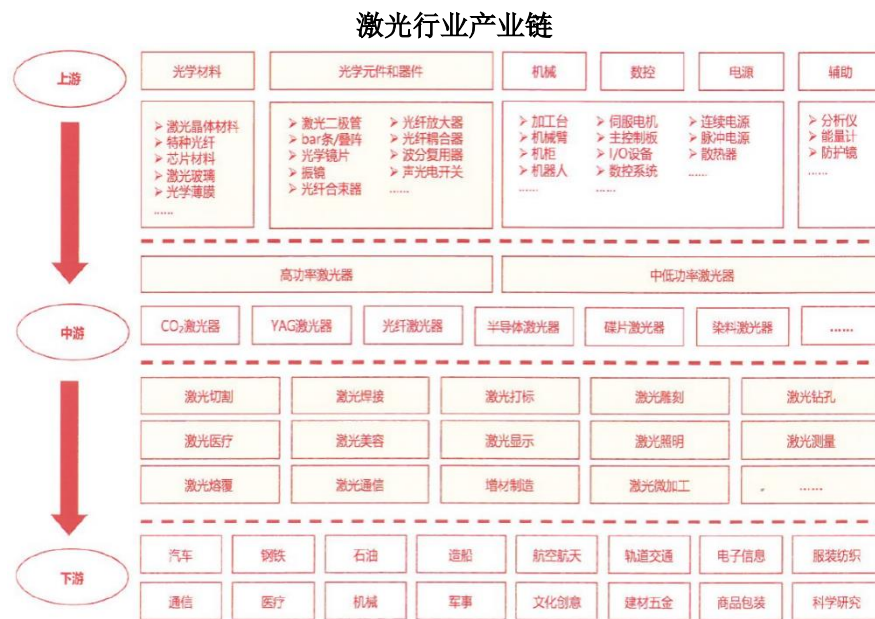 激光行业产业链
上游
光学材料
光学元件和器件
机械
数控
电源
辅助
➢ 激光晶体材料
➢ 特种光纤
➢ 芯片材料
➢ 激光玻璃
➢ 光学薄膜
......
➢ 激光二极管
➢ bar条/叠阵
➢ 光学镜片
➢ 振镜
➢ 光纤合束器
➢ 光纤放大器
➢ 光纤耦合器
➢ 波分复用器
➢ 声光电开关
......
➢ 加工台
➢ 机械臂
➢ 机柜
➢ 机器人
......
➢ 伺服电机
➢ 主控制板
➢ I/O设备
➢ 数控系统
......
➢ 连续电源
➢ 脉冲电源
➢ 散热器
......
➢ 分析仪
➢ 能量计
➢ 防护镜
......
高功率激光器
中低功率激光器
中游
CO₂激光器
YAG激光器
光纤激光器
半导体激光器
碟片激光器
染料激光器
......
激光切割
激光焊接
激光打标
激光雕刻
激光钻孔
激光医疗
激光美容
激光显示
激光照明
激光测量
激光熔覆
激光通信
增材制造
激光微加工
......
下游
汽车
钢铁
石油
造船
航空航天
轨道交通
电子信息
服装纺织
通信
医疗
机械
军事
文化创意
建材五金
商品包装
科学研究